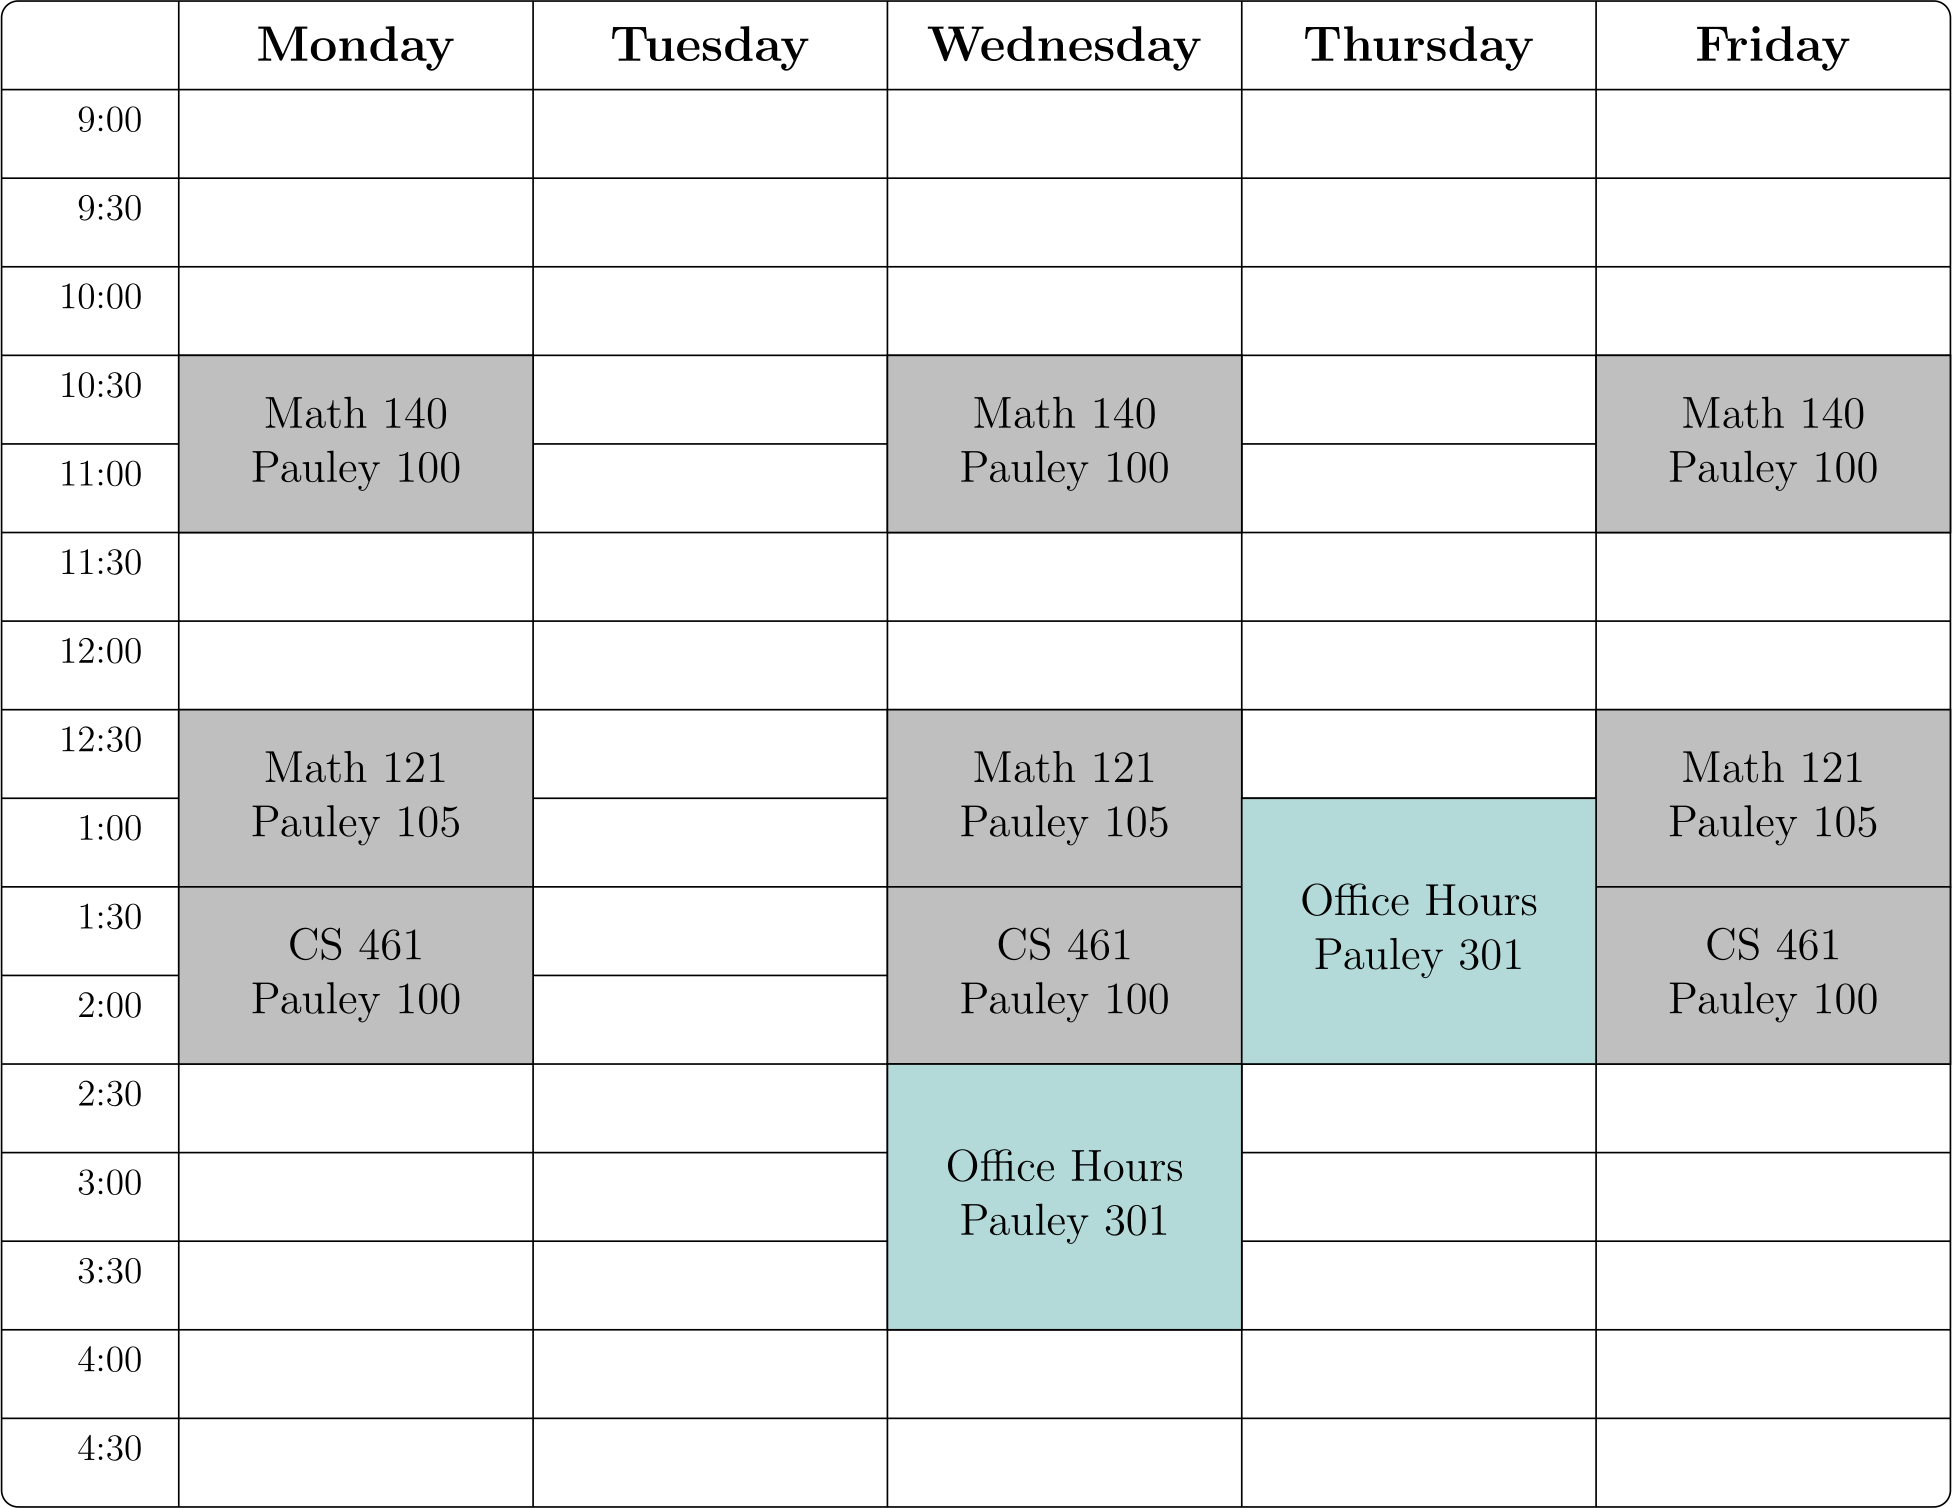 Monday Tuesday Wednesday Thursday Friday
9:00
9:30
10:00
10:30
Math 140 Math 140 Math 140
Pauley 100 Pauley 100 Pauley 100
11:00
11:30
12:00
12:30
Math 121 Math 121 Math 121
Pauley 105 Pauley 105 Pauley 105
1:00
1:30
Office Hours
Pauley 301
CS 461 CS 461 CS 461
Pauley 100 Pauley 100 Pauley 100
2:00
2:30
3:00
Office Hours
Pauley 301
3:30
4:00
4:30